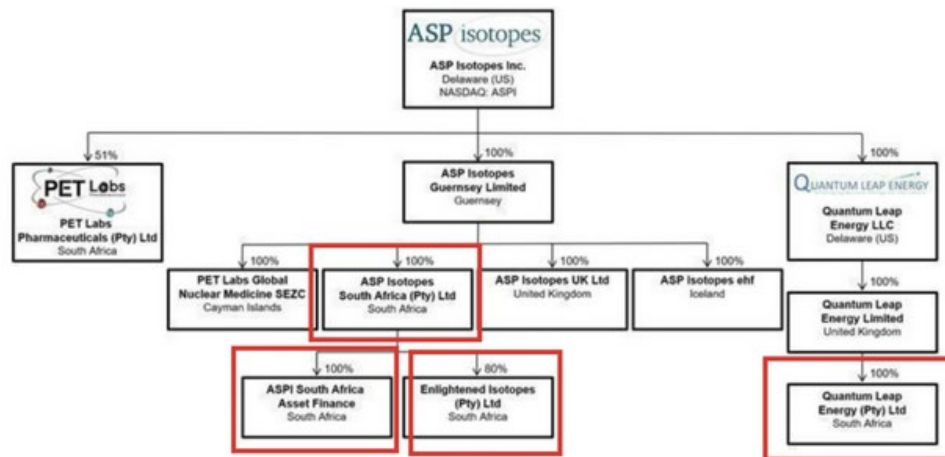 ASP isotopes
ASP Isotopes Inc.
Delaware (US)
NASDAQ: ASPI
51%
PET Labs
PET Labs
Pharmaceuticals (Pty) Ltd
South Africa
100%
ASP Isotopes
Guernsey Limited
Guernsey
100%
QUANTUM LEAP ENERGY
Quantum Leap
Energy LLC
Delaware (US)
100%
PET Labs Global
Nuclear Medicine SEZC
Cayman Islands
100%
ASP Isotopes
South Africa (Pty) Ltd
South Africa
100%
ASP Isotopes UK Ltd
United Kingdom
100%
ASP Isotopes ehf
Iceland
100%
Quantum Leap
Energy Limited
United Kingdom
100%
ASPI South Africa
Asset Finance
South Africa
80%
Enlightened Isotopes
(Pty) Ltd
South Africa
100%
Quantum Leap
Energy (Pty) Ltd
South Africa